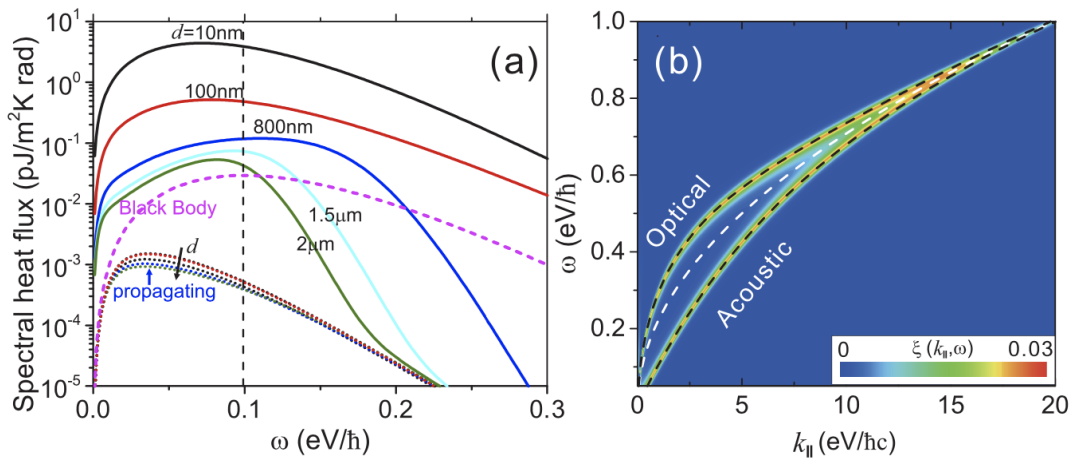 (a)
Spectral heat flux (pJ/m²K rad)
10¹
10⁰
10⁻¹
10⁻²
10⁻³
10⁻⁴
10⁻⁵
d=10nm
100nm
800nm
Black Body
1.5μm
2μm
d
propagating
0.0
0.1
0.2
0.3
ω (eV/ħ)
(b)
ω (eV/ħ)
1.0
0.8
0.6
0.4
0.2
Optical
Acoustic
0
ξ (k∥,ω)
0.03
0
5
10
15
20
k∥ (eV/ħc)